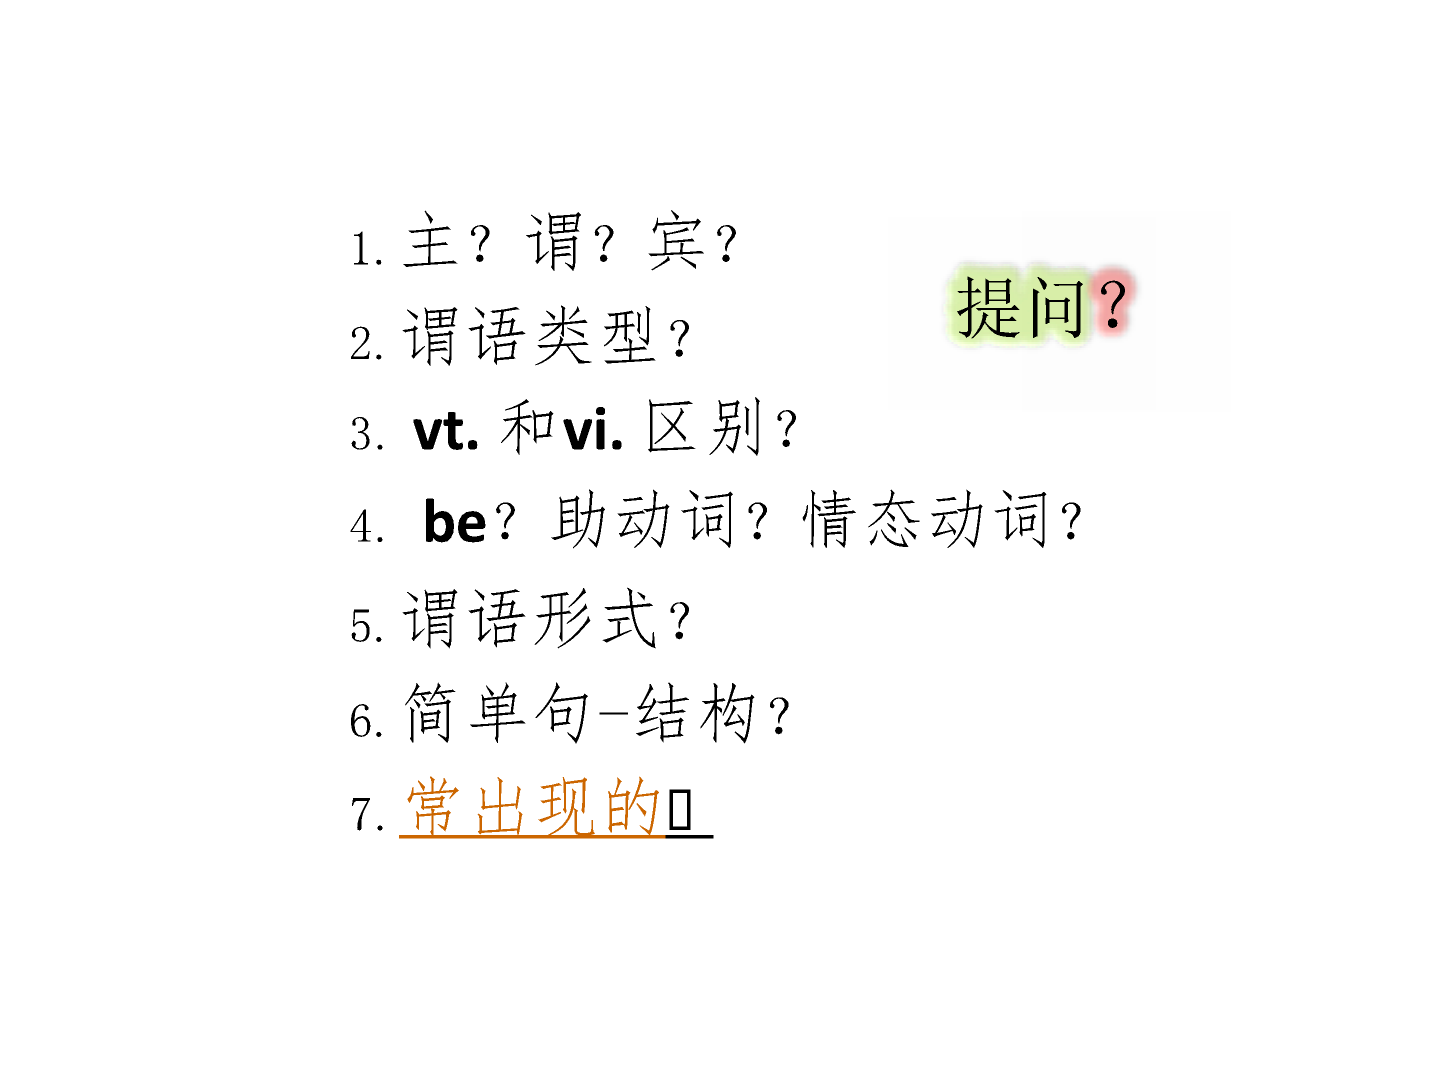 1. 主？谓？宾？
提问？
2. 谓语类型？
3. vt. 和vi. 区别？
4. be？助动词？情态动词？
5. 谓语形式？
6. 简单句-结构？
7. 常出现的